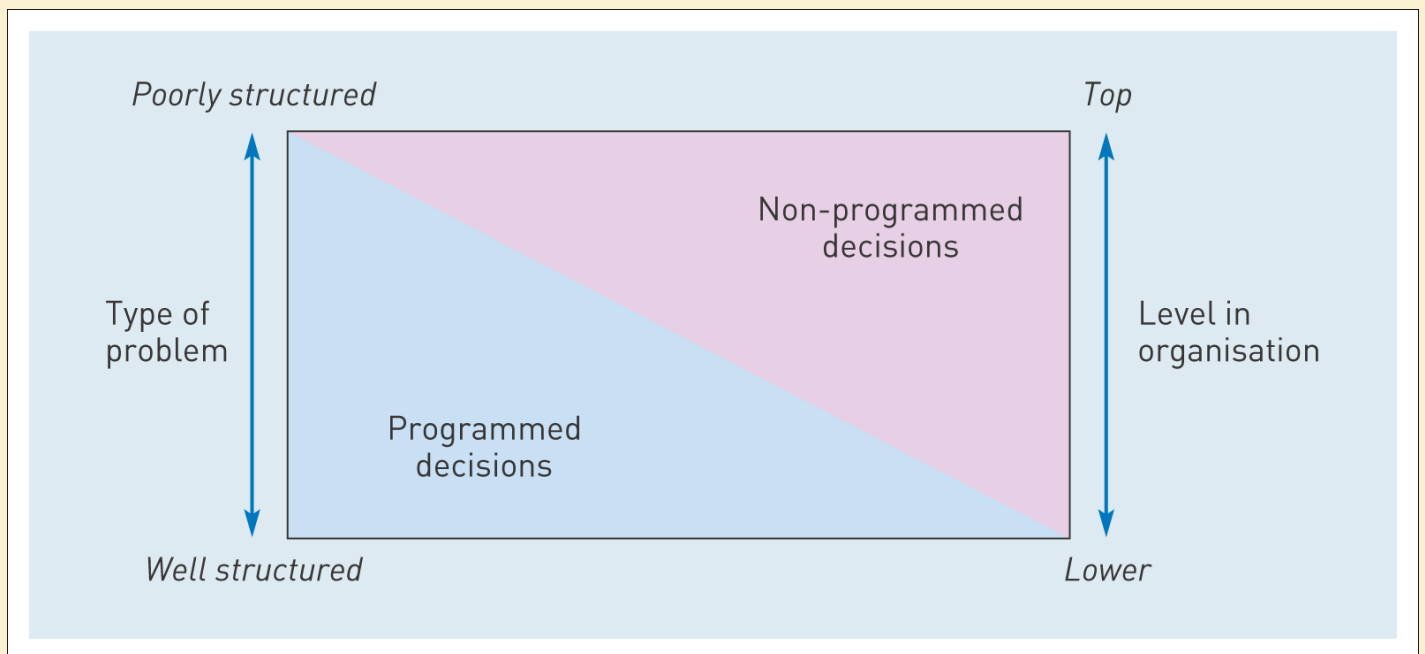 Poorly structured
Top
Non-programmed
decisions
Type of
problem
Level in
organisation
Programmed
decisions
Well structured
Lower